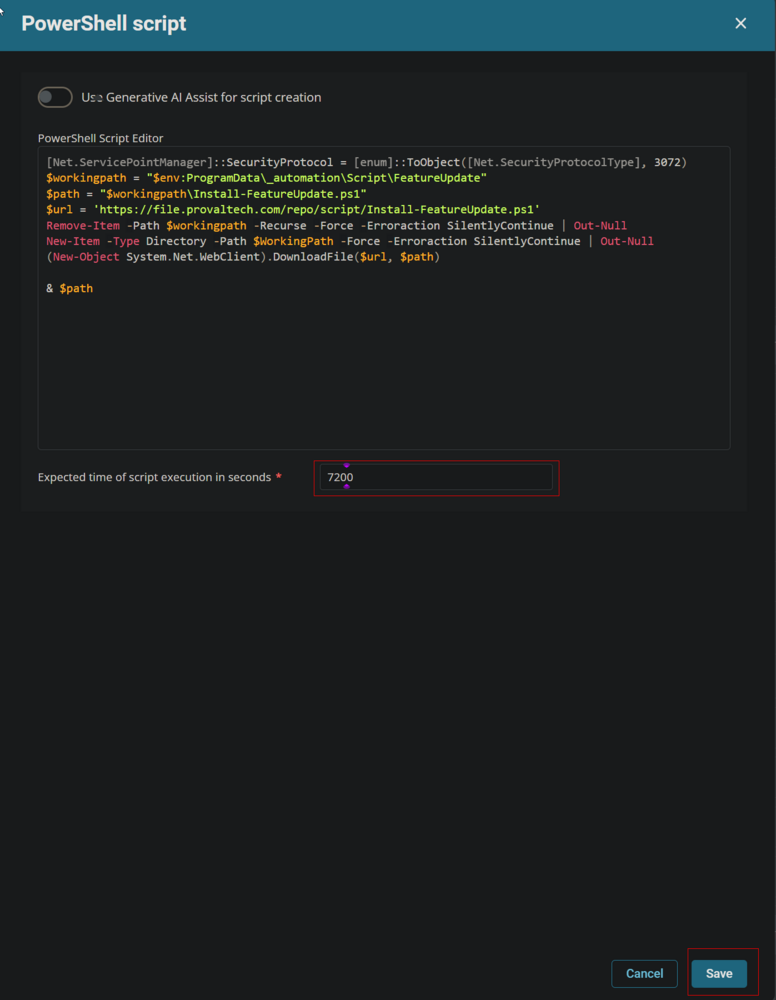 PowerShell script
Use Generative AI Assist for script creation
PowerShell Script Editor
[Net.ServicePointManager]::SecurityProtocol = [enum]::ToObject([Net.SecurityProtocolType], 3072)
$workingpath = "$env:ProgramData\_automation\Script\FeatureUpdate"
$path = "$workingpath\Install-FeatureUpdate.ps1"
$url = 'https://file.provaltech.com/repo/script/Install-FeatureUpdate.ps1'
Remove-Item -Path $workingpath -Recurse -Force -Erroraction SilentlyContinue | Out-Null
New-Item -Type Directory -Path $WorkingPath -Force -Erroraction SilentlyContinue | Out-Null
(New-Object System.Net.WebClient).DownloadFile($url, $path)
& $path
Expected time of script execution in seconds *
7200
Cancel
Save